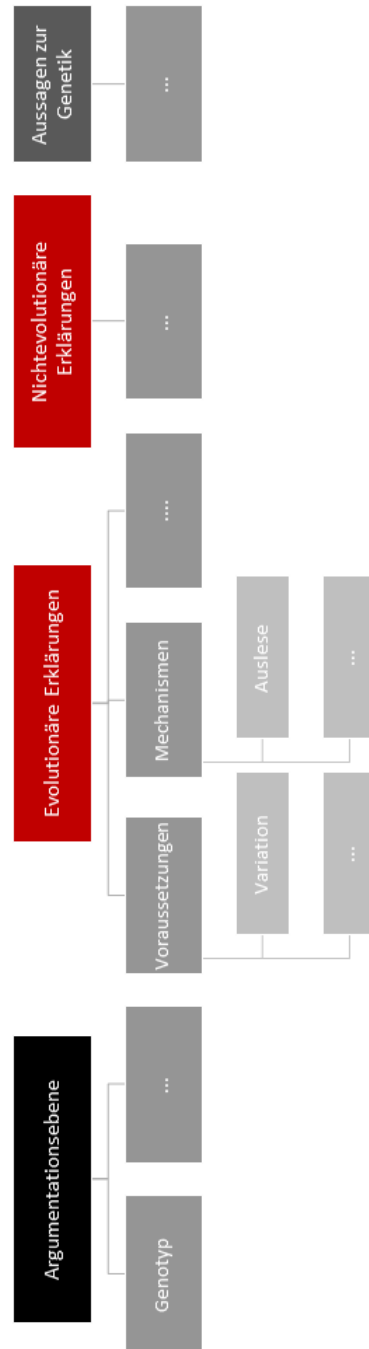 Argumentationsebene
Evolutionäre Erklärungen
Nichtevolutionäre
Erklärungen
Aussagen zur
Genetik
Genotyp
...
Voraussetzungen
Mechanismen
....
...
...
Variation
Auslese
...
...